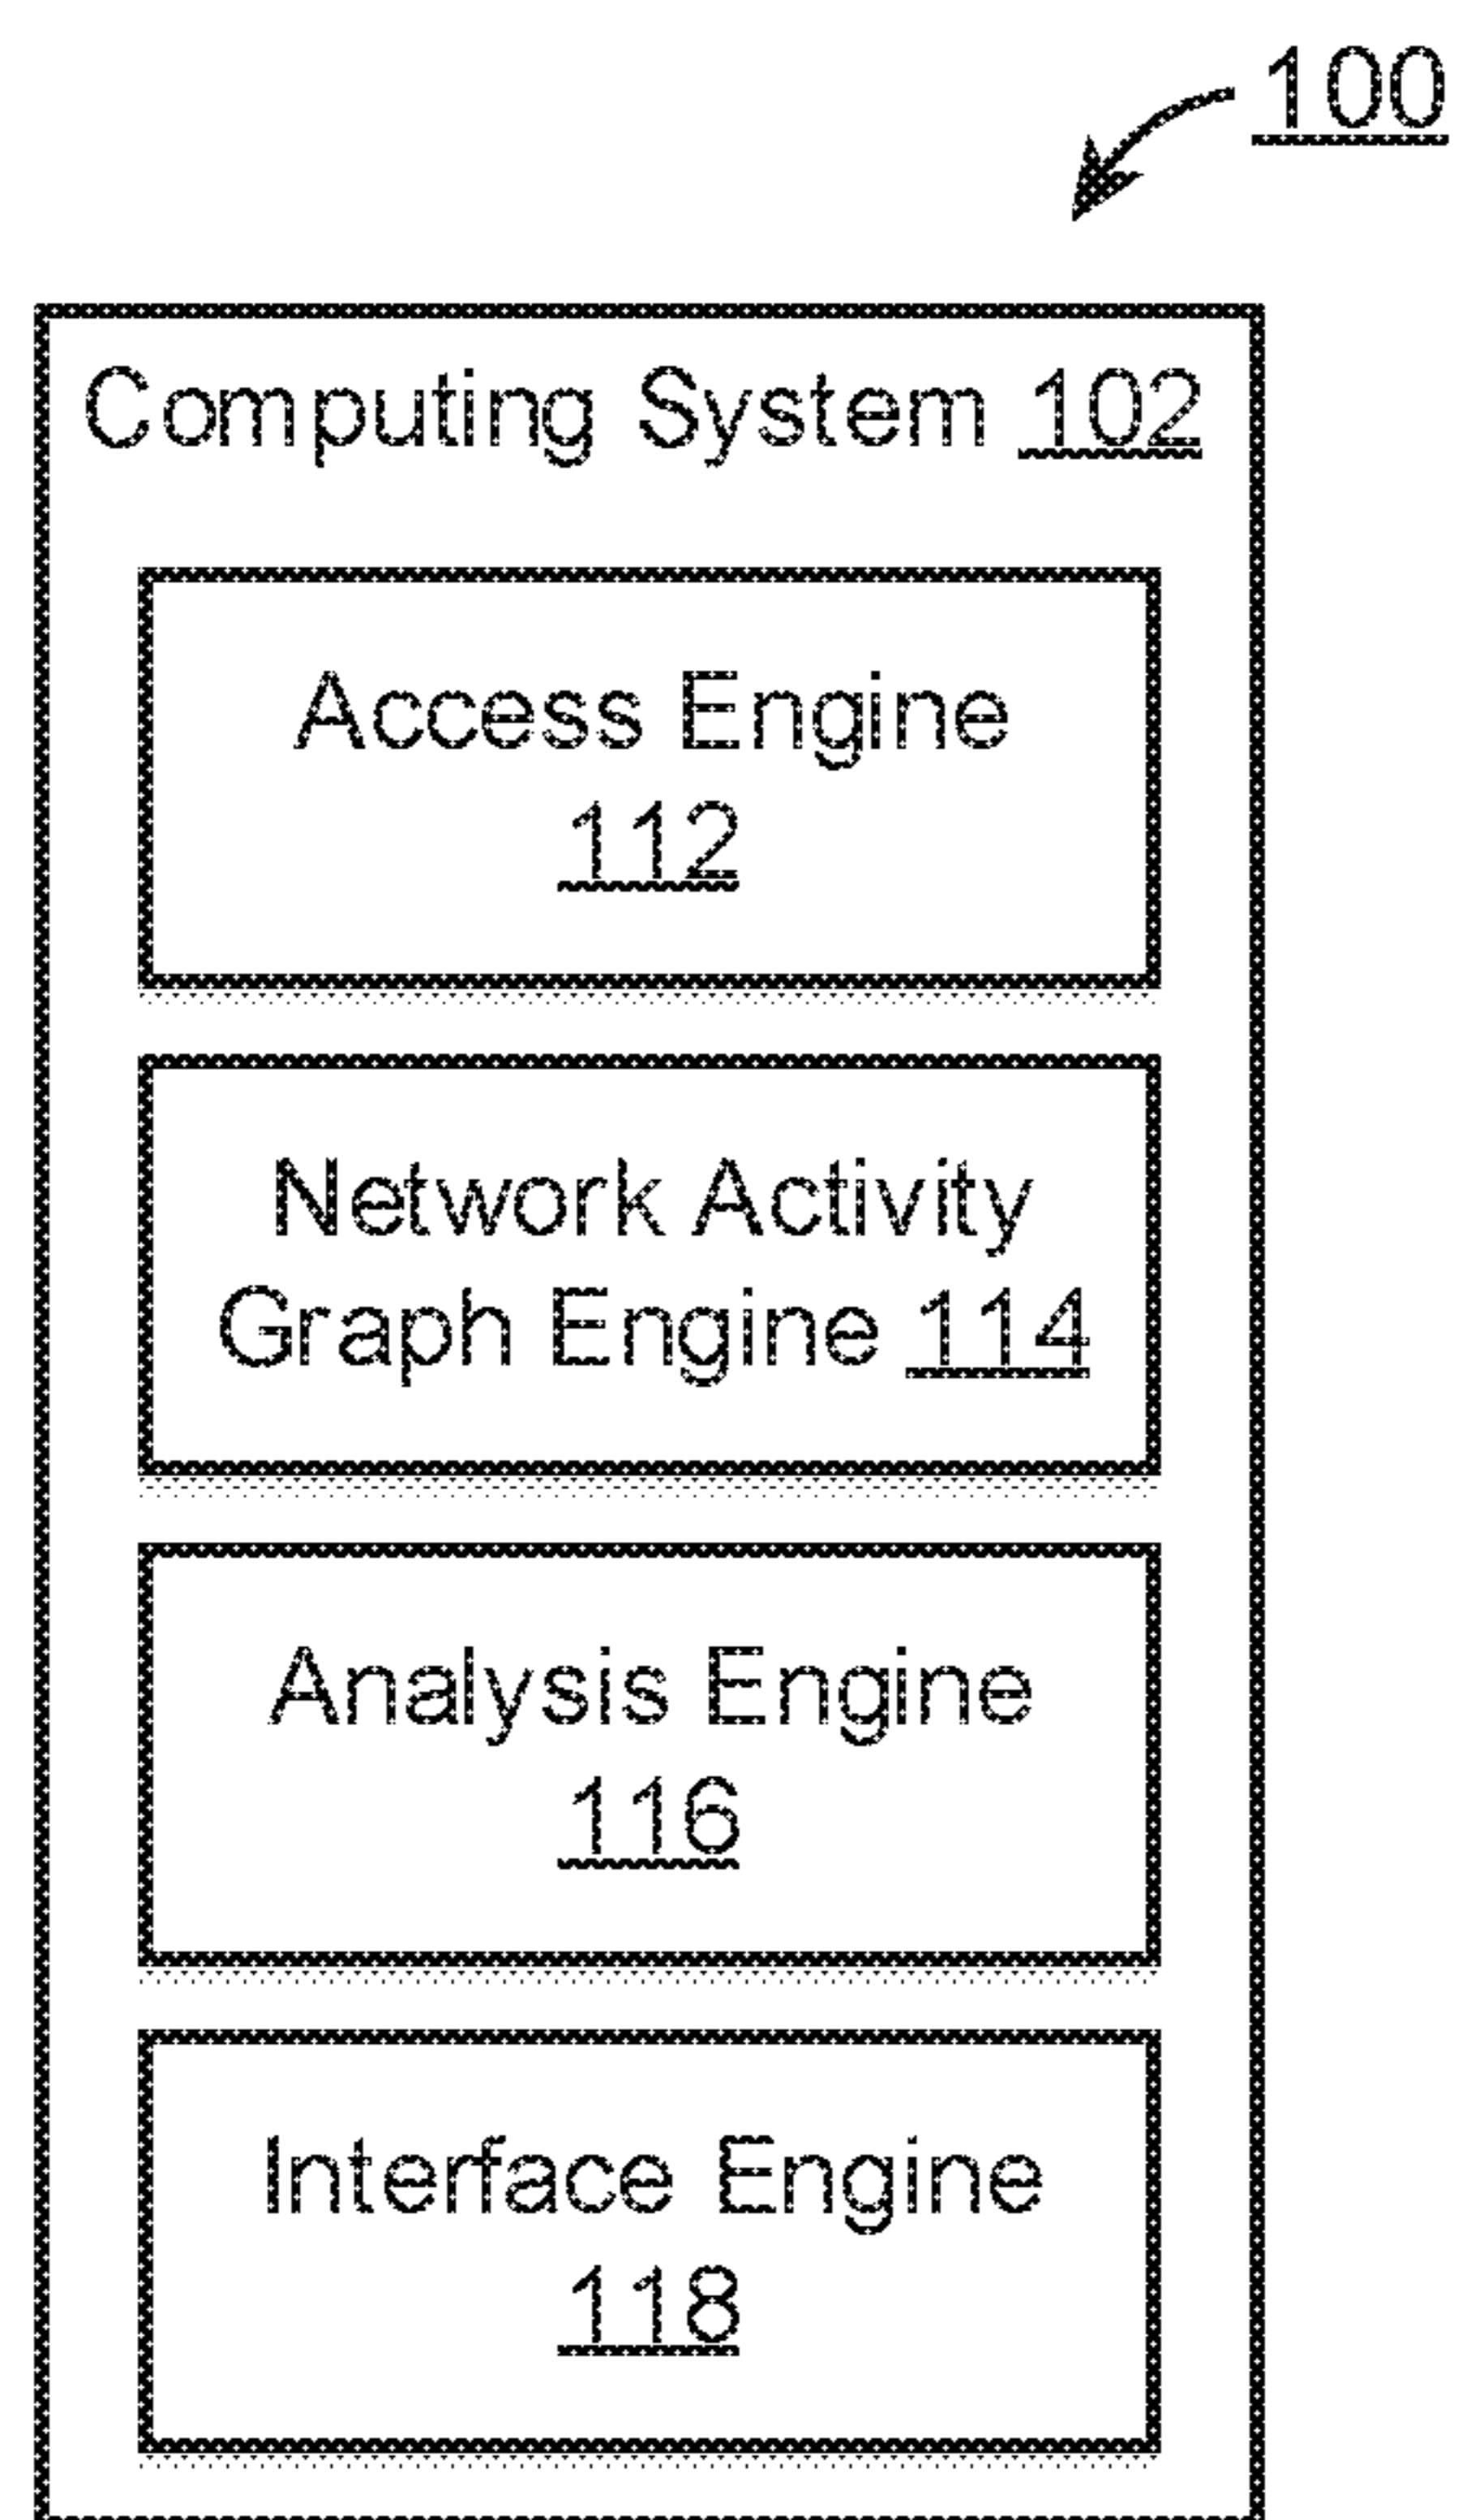 100
Computing System 102
Access Engine
112
Network Activity
Graph Engine 114
Analysis Engine
116
Interface Engine
118